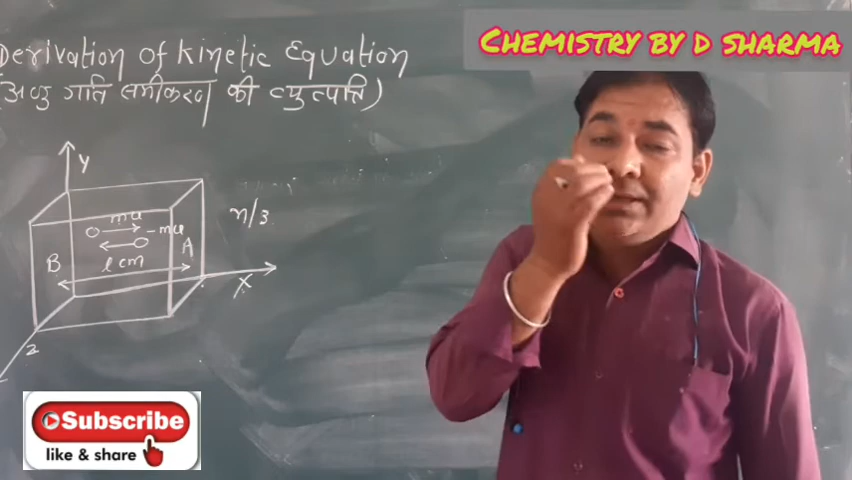 Derivation of Kinetic Equation
(अणु गति समीकरण की व्युत्पत्ति)
CHEMISTRY BY D SHARMA
Y
mu
-mu
n/3
B
A
l cm
X
Z
Subscribe
like & share